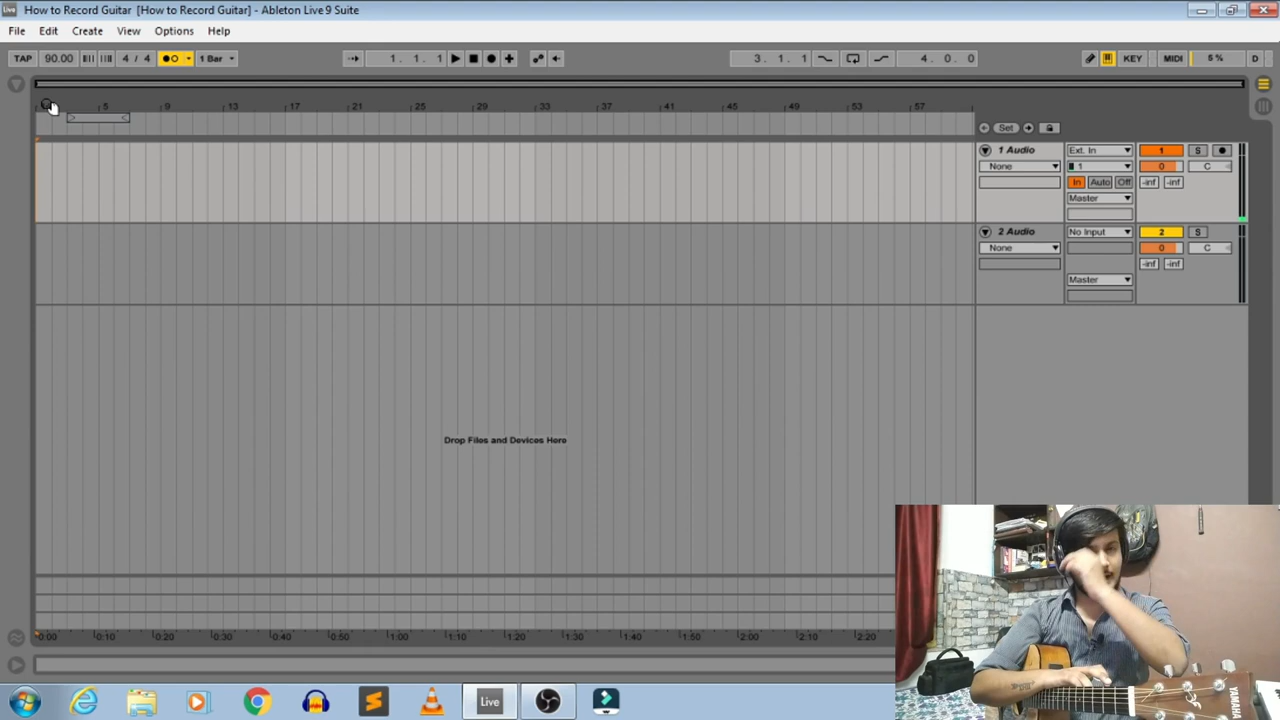 How to Record Guitar [How to Record Guitar] - Ableton Live 9 Suite
File Edit Create View Options Help
TAP 90.00 4 / 4 1 Bar 1. 1. 1 3. 1. 1 4. 0. 0 KEY MIDI 6 % D
5 9 13 17 21 25 29 33 37 41 45 49 53 57
Set
1 Audio Ext. In 1 S
None 1 0 C
In Auto Off -inf -inf
Master
2 Audio No Input 2 S
None 0 C
-inf -inf
Master
Drop Files and Devices Here
0:00 0:10 0:20 0:30 0:40 0:50 1:00 1:10 1:20 1:30 1:40 1:50 2:00 2:10 2:20
Live
YAMAHA